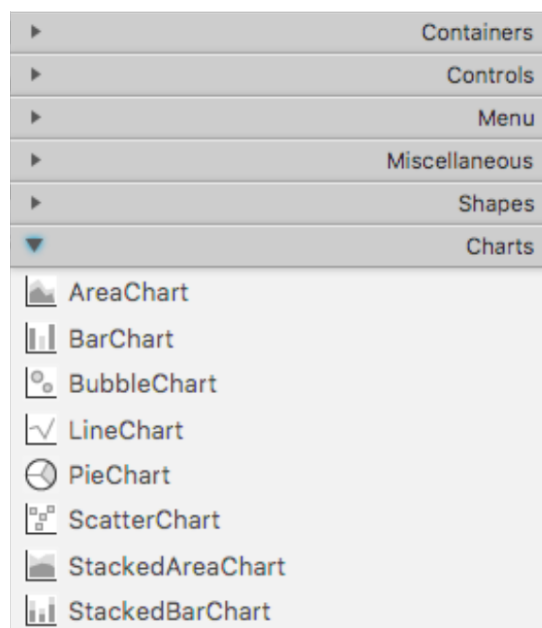 Containers
Controls
Menu
Miscellaneous
Shapes
Charts
AreaChart
BarChart
BubbleChart
LineChart
PieChart
ScatterChart
StackedAreaChart
StackedBarChart